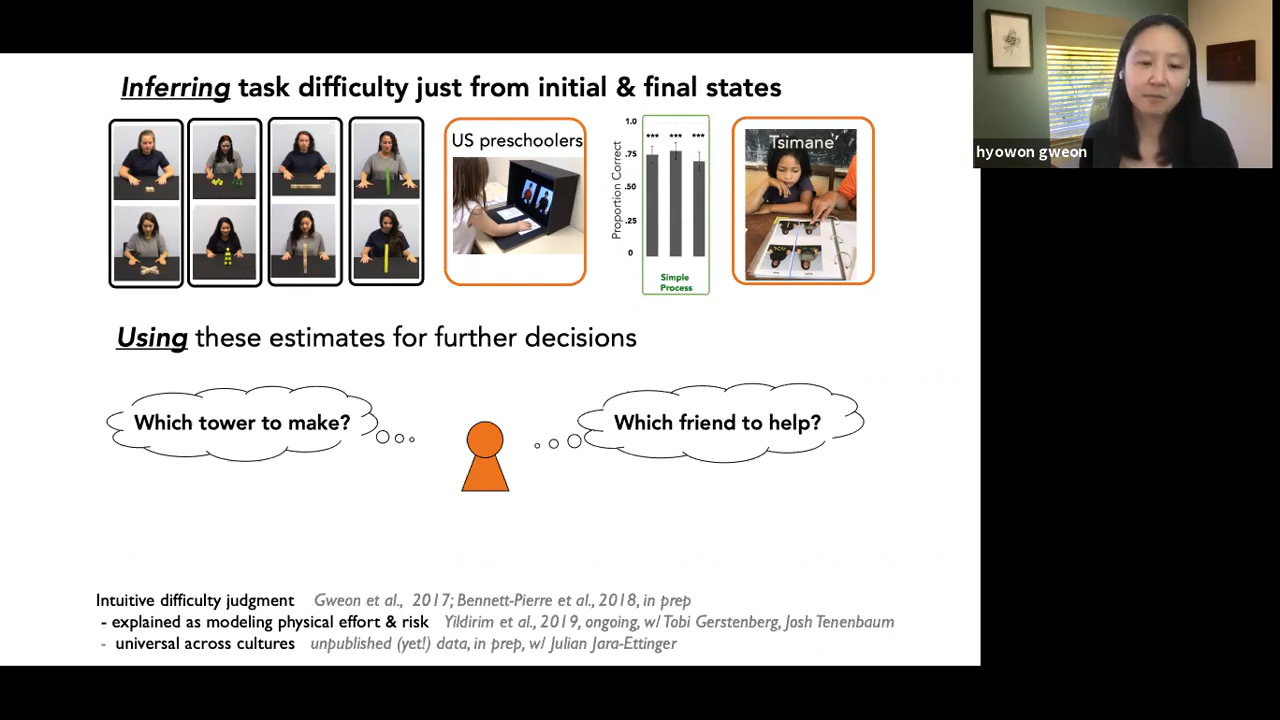 Inferring task difficulty just from initial & final states
US preschoolers
Proportion Correct
1.0
.75
.50
.25
0
*** *** ***
Simple
Process
Tsimane'
hyowon gweon
Using these estimates for further decisions
Which tower to make?
Which friend to help?
Intuitive difficulty judgment Gweon et al., 2017; Bennett-Pierre et al., 2018, in prep
- explained as modeling physical effort & risk Yildirim et al., 2019, ongoing, w/ Tobi Gerstenberg, Josh Tenenbaum
- universal across cultures unpublished (yet!) data, in prep, w/ Julian Jara-Ettinger